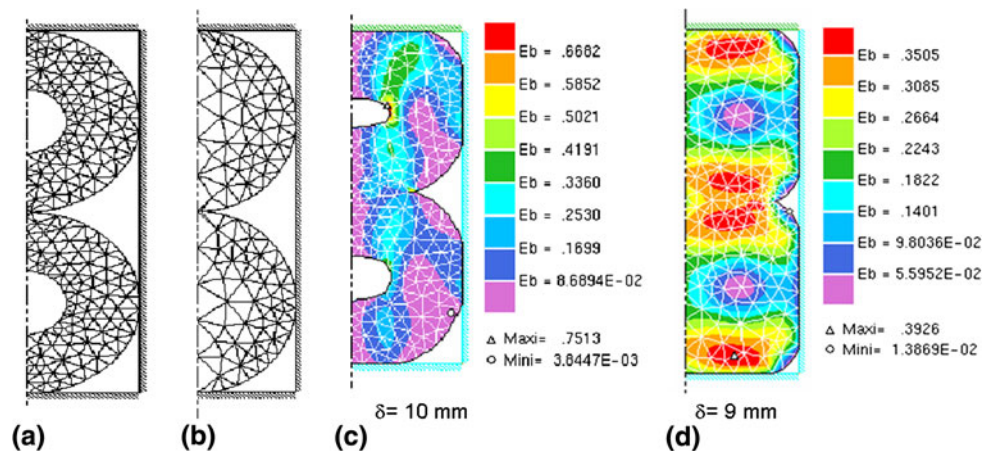 Eb = .6682
Eb = .5852
Eb = .5021
Eb = .4191
Eb = .3360
Eb = .2530
Eb = .1699
Eb = 8.6894E-02
Maxi= .7513
Mini= 3.8447E-03
δ= 10 mm
Eb = .3505
Eb = .3085
Eb = .2664
Eb = .2243
Eb = .1822
Eb = .1401
Eb = 9.8036E-02
Eb = 5.5952E-02
Maxi= .3926
Mini= 1.3869E-02
δ= 9 mm
(a)
(b)
(c)
(d)